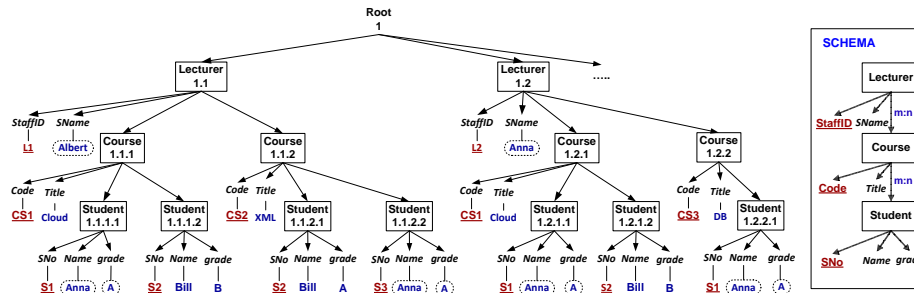 Root
1
SCHEMA
Lecturer
1.1
Lecturer
1.2
.....
Lecturer
m:n
StaffID SName
StaffID SName
StaffID SName
L1 Albert
L2 Anna
Course
1.1.1
Course
1.1.2
Course
1.2.1
Course
1.2.2
Course
m:n
Code Title
Code Title
Code Title
Code Title
Code Title
CS1 Cloud
CS2 XML
CS1 Cloud
CS3 DB
Student
1.1.1.1
Student
1.1.1.2
Student
1.1.2.1
Student
1.1.2.2
Student
1.2.1.1
Student
1.2.1.2
Student
1.2.2.1
Student
SNo Name grade
SNo Name grade
SNo Name grade
SNo Name grade
SNo Name grade
SNo Name grade
SNo Name grade
SNo Name grade
S1 Anna A
S2 Bill B
S2 Bill A
S3 Anna A
S1 Anna A
S2 Bill B
S1 Anna A